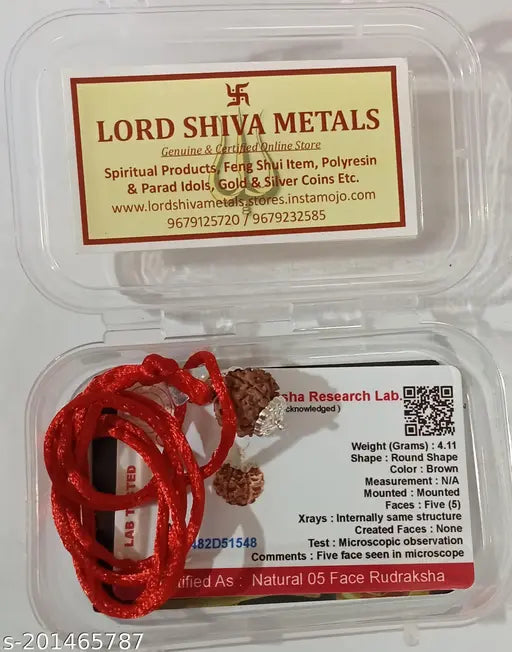 LORD SHIVA METALS
Genuine & Certified Online Store
Spiritual Products, Feng Shui Item, Polyresin
& Parad Idols, Gold & Silver Coins Etc.
www.lordshivametals.stores.instamojo.com
9679125720 / 9679232585
sha Research Lab.
cknowledged )
Weight (Grams) : 4.11
Shape : Round Shape
Color : Brown
Measurement : N/A
Mounted : Mounted
Faces : Five (5)
Xrays : Internally same structure
Created Faces : None
Test : Microscopic observation
Comments : Five face seen in microscope
LAB TESTED
482D51548
tified As : Natural 05 Face Rudraksha
s-201465787